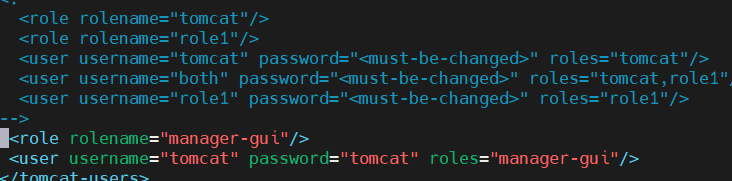 <role rolename="tomcat"/>
<role rolename="role1"/>
<user username="tomcat" password="<must-be-changed>" roles="tomcat"/>
<user username="both" password="<must-be-changed>" roles="tomcat,role1"/
<user username="role1" password="<must-be-changed>" roles="role1"/>
-->
<role rolename="manager-gui"/>
<user username="tomcat" password="tomcat" roles="manager-gui"/>
</tomcat-users>